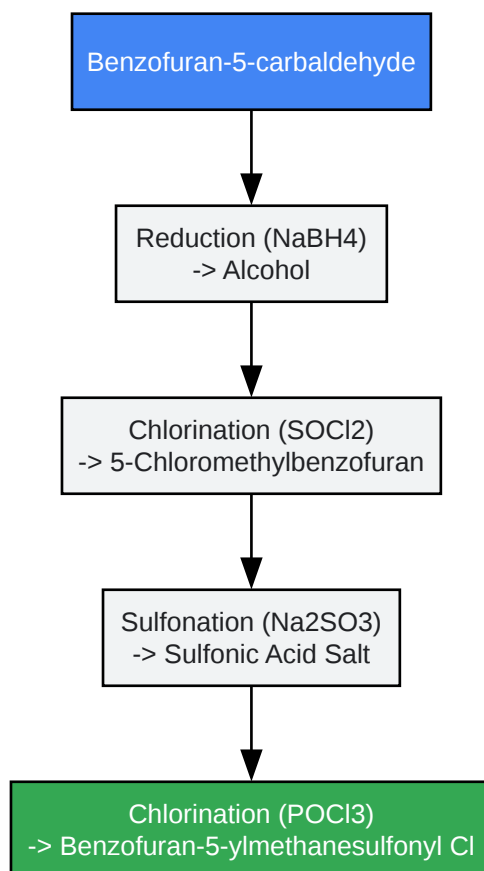 Benzofuran-5-carbaldehyde
Reduction (NaBH4)
-> Alcohol
Chlorination (SOCl2)
-> 5-Chloromethylbenzofuran
Sulfonation (Na2SO3)
-> Sulfonic Acid Salt
Chlorination (POCl3)
-> Benzofuran-5-ylmethanesulfonyl Cl